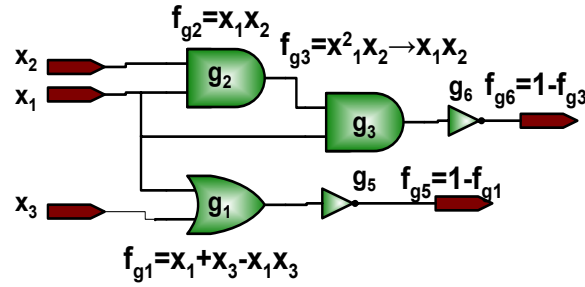 f_g2=x_1x_2
f_g3=x^2_1x_2→x_1x_2
x_2
x_1
g_2
g_3
g_6
f_g6=1-f_g3
x_3
g_1
g_5
f_g5=1-f_g1
f_g1=x_1+x_3-x_1x_3